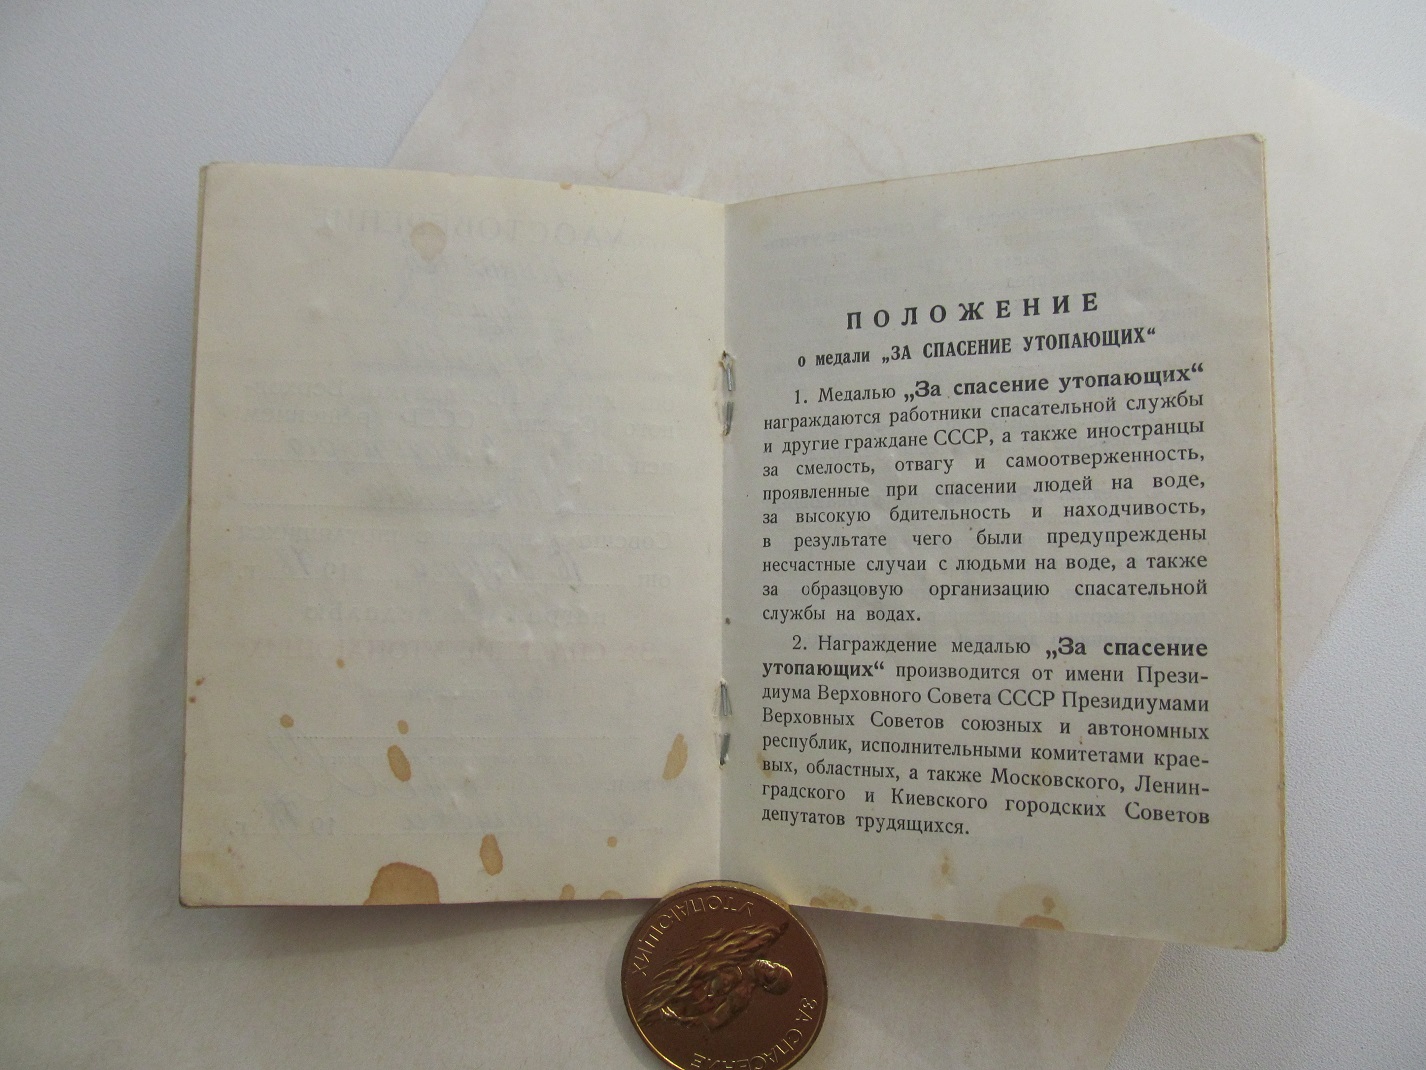 ПОЛОЖЕНИЕ
о медали „ЗА СПАСЕНИЕ УТОПАЮЩИХ“
1. Медалью „За спасение утопающих“
награждаются работники спасательной службы
и другие граждане СССР, а также иностранцы
за смелость, отвагу и самоотверженность,
проявленные при спасении людей на воде,
за высокую бдительность и находчивость,
в результате чего были предупреждены
несчастные случаи с людьми на воде, а также
за образцовую организацию спасательной
службы на водах.
2. Награждение медалью „За спасение
утопающих“ производится от имени Прези-
диума Верховного Совета СССР Президиумами
Верховных Советов союзных и автономных
республик, исполнительными комитетами крае-
вых, областных, а также Московского, Ленин-
градского и Киевского городских Советов
депутатов трудящихся.
ЗА СПАСЕНИЕ
УТОПАЮЩИХ